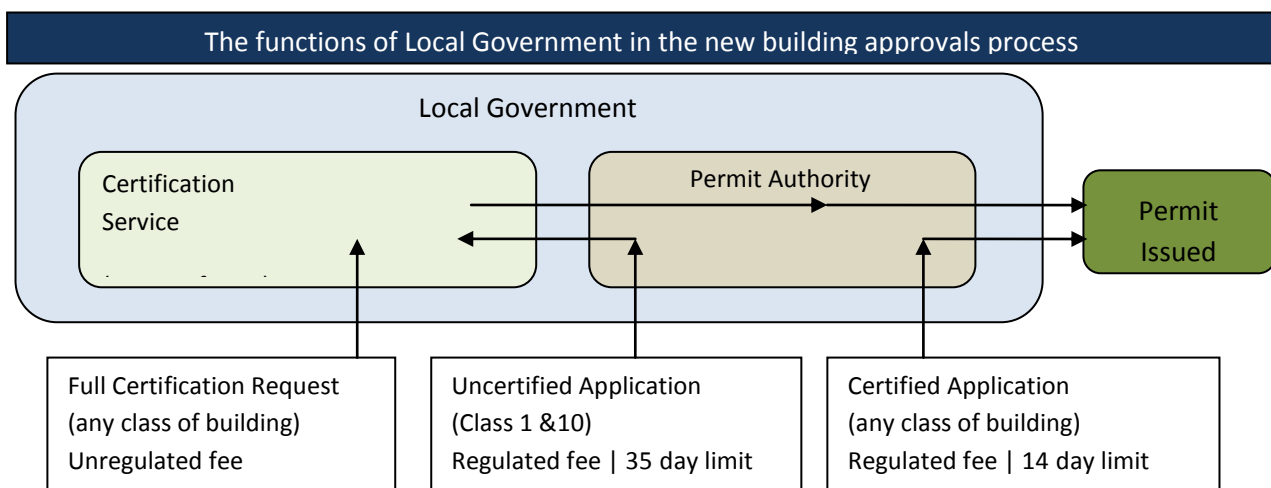 The functions of Local Government in the new building approvals process
Local Government
Certification
Service
Permit Authority
Permit
Issued
Full Certification Request
(any class of building)
Unregulated fee
Uncertified Application
(Class 1 &10)
Regulated fee | 35 day limit
Certified Application
(any class of building)
Regulated fee | 14 day limit